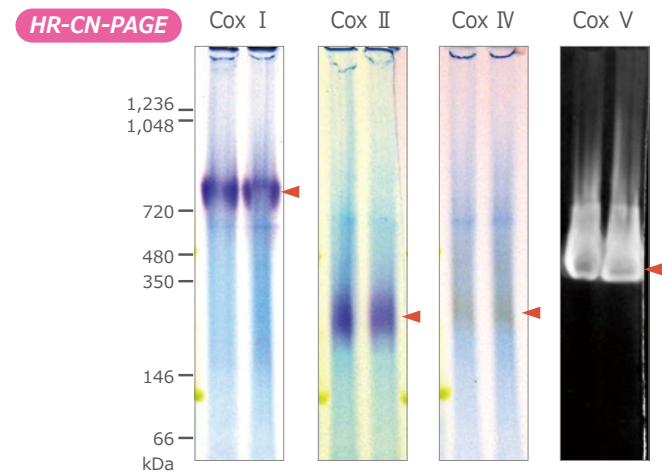 HR-CN-PAGE
Cox Ⅰ
Cox Ⅱ
Cox Ⅳ
Cox Ⅴ
1,236
1,048
720
480
350
146
66
kDa